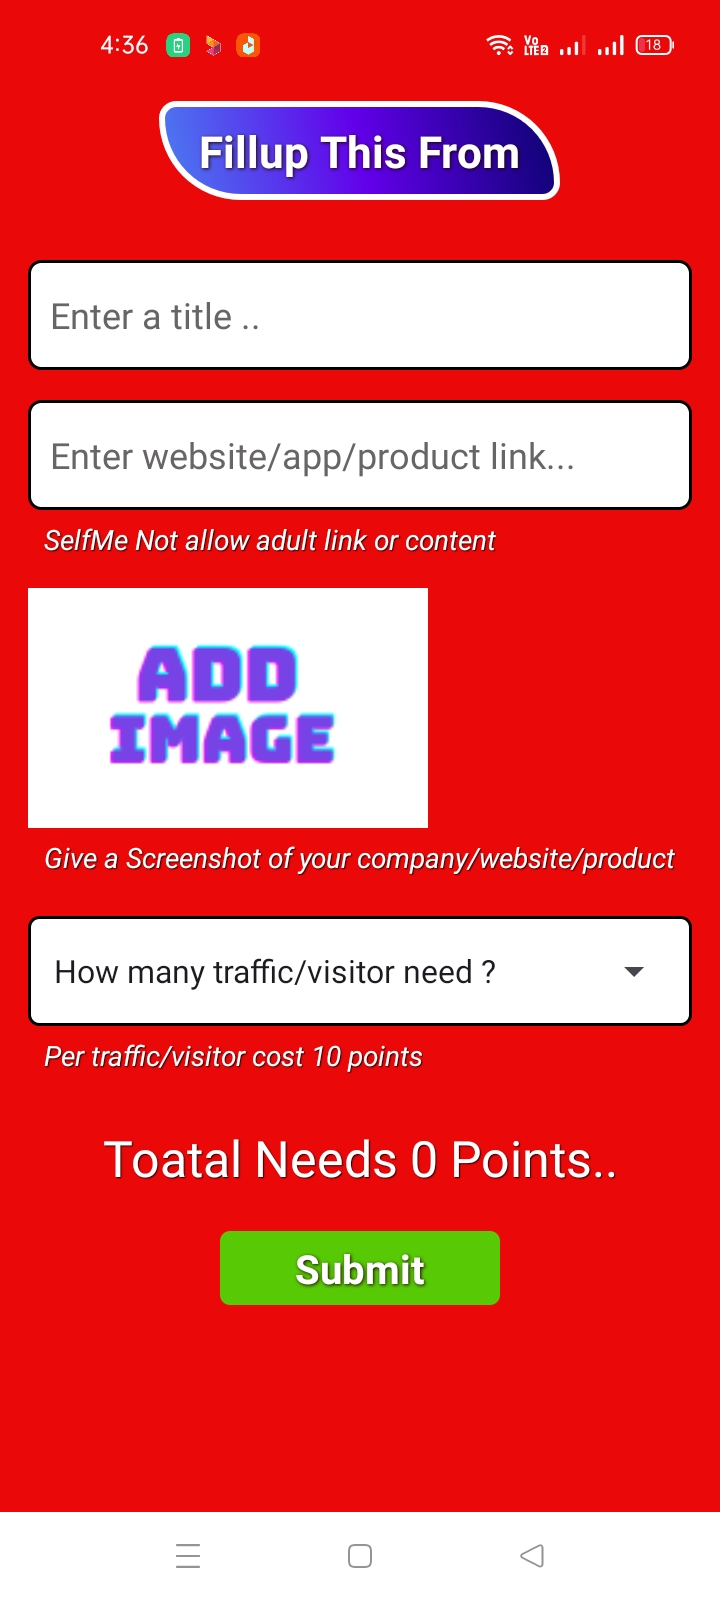 4:36
Vo
LTE2
18
Fillup This From
Enter a title ..
Enter website/app/product link...
SelfMe Not allow adult link or content
ADD
IMAGE
Give a Screenshot of your company/website/product
How many traffic/visitor need ?
Per traffic/visitor cost 10 points
Toatal Needs 0 Points..
Submit